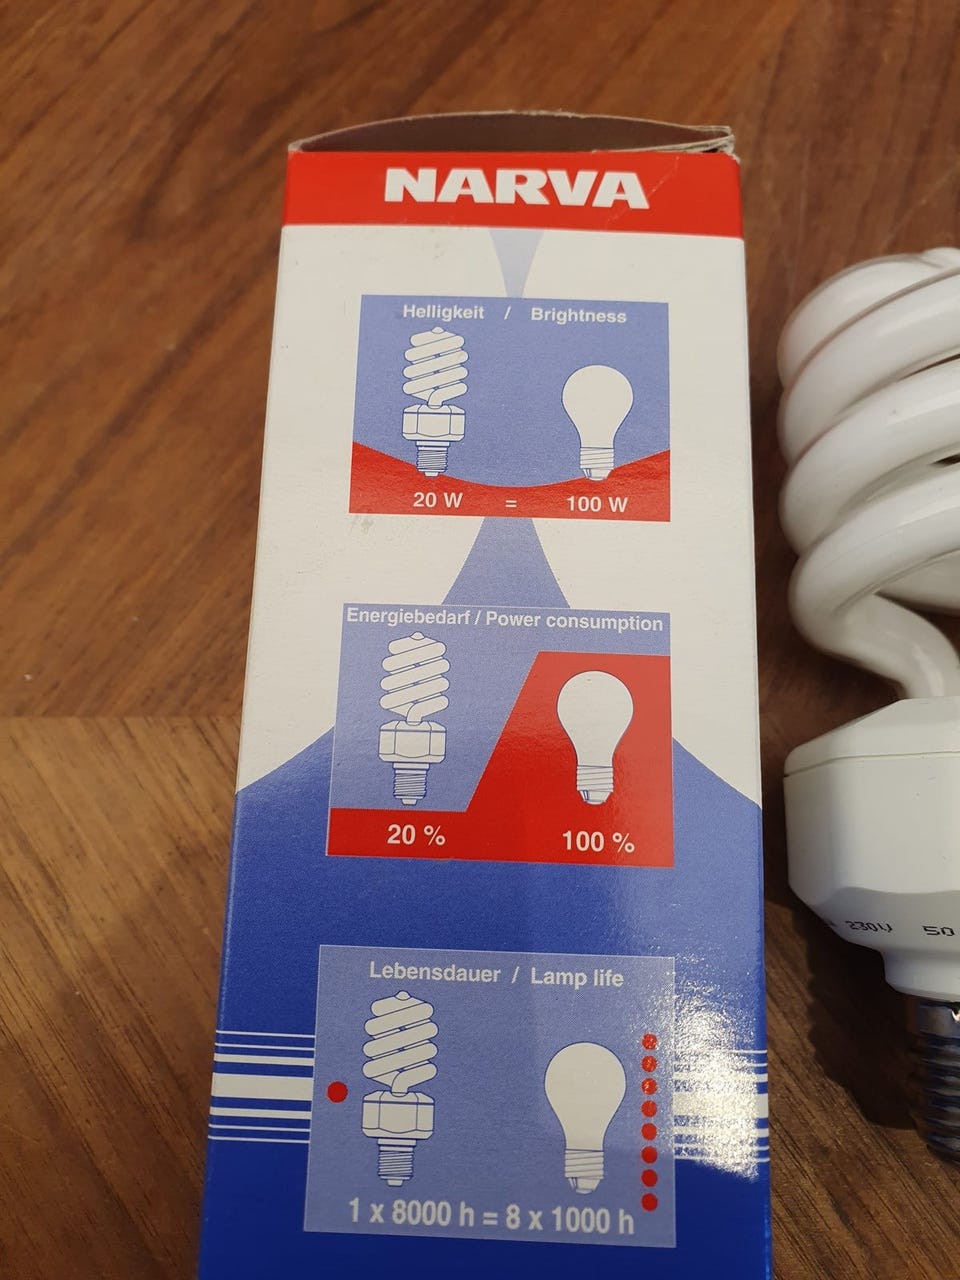 NARVA
Helligkeit / Brightness
20 W = 100 W
Energiebedarf / Power consumption
20 % 100 %
Lebensdauer / Lamp life
1 x 8000 h = 8 x 1000 h
230V 50